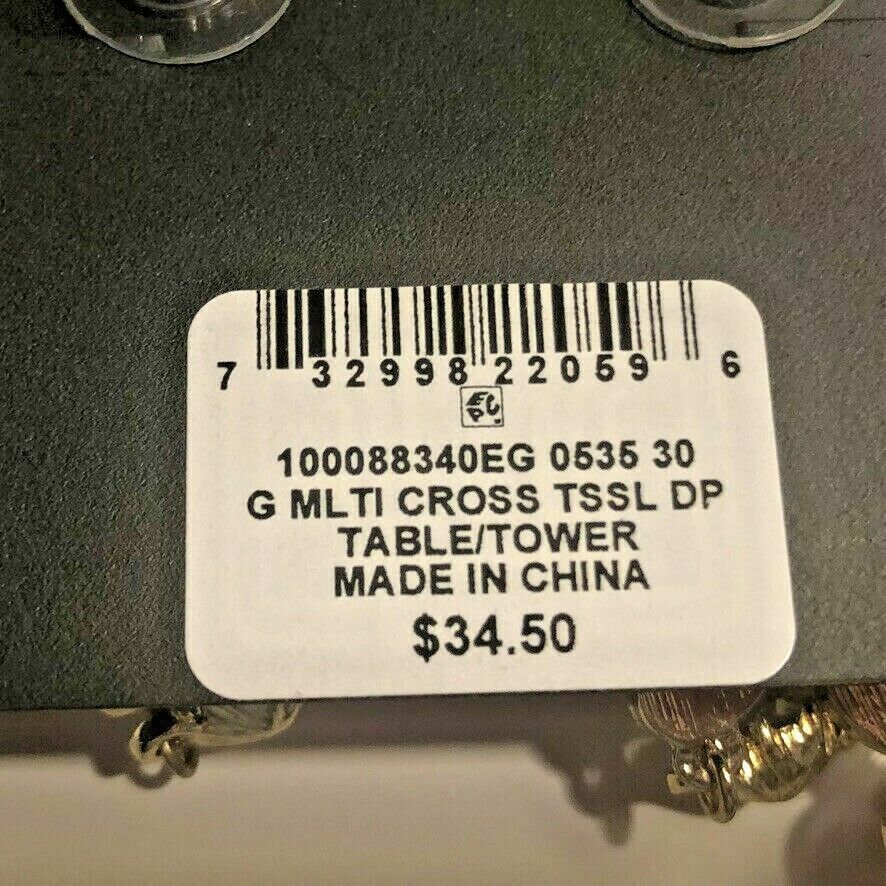 7 32998 22059 6
100088340EG 0535 30
G MLTI CROSS TSSL DP
TABLE/TOWER
MADE IN CHINA
$34.50